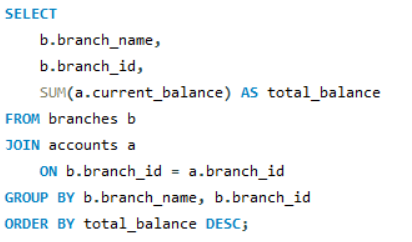 SELECT
    b.branch_name,
    b.branch_id,
    SUM(a.current_balance) AS total_balance
FROM branches b
JOIN accounts a
    ON b.branch_id = a.branch_id
GROUP BY b.branch_name, b.branch_id
ORDER BY total_balance DESC;